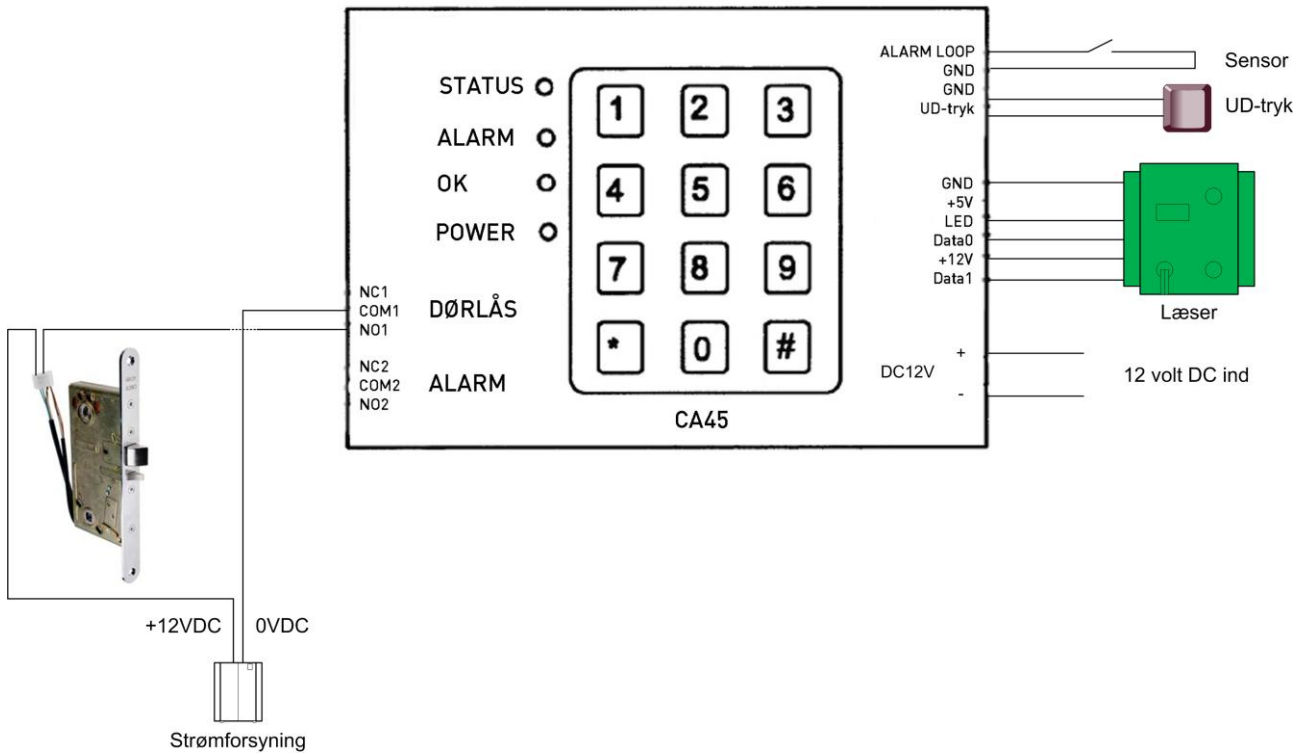 STATUS
ALARM
OK
POWER
1 2 3
4 5 6
7 8 9
* 0 #
CA45
NC1
COM1
NO1
DØRLÅS
NC2
COM2
NO2
ALARM
ALARM LOOP
GND
GND
UD-tryk
Sensor
UD-tryk
GND
+5V
LED
Data0
+12V
Data1
Læser
+
DC12V
-
12 volt DC ind
+12VDC
0VDC
Strømforsyning